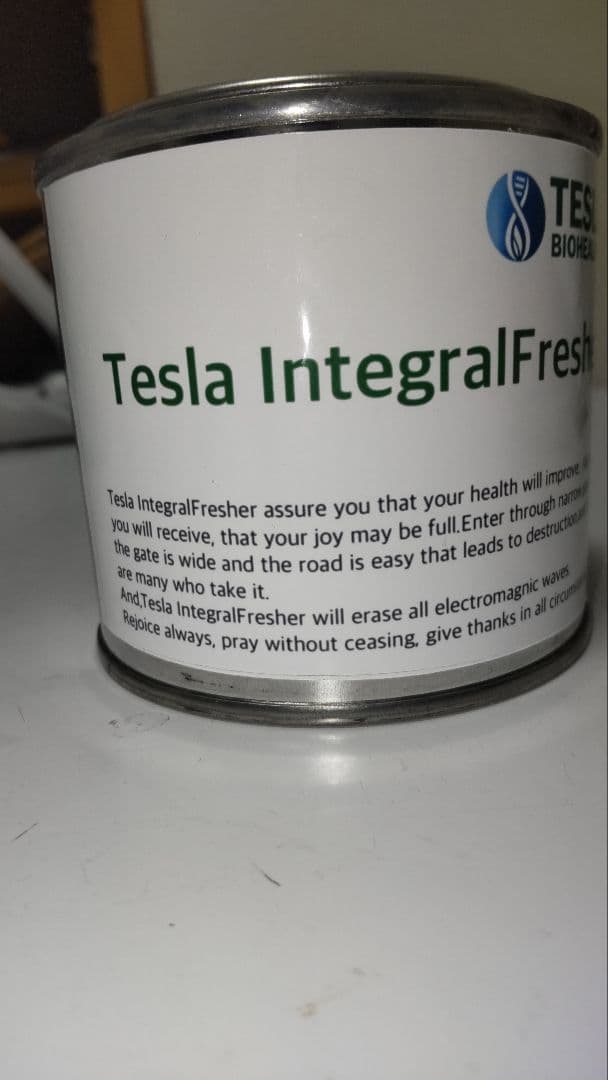 Tesla IntegralFresh
Tesla IntegralFresher assure you that your health will improve.
you will receive, that your joy may be full.Enter through narrow
the gate is wide and the road is easy that leads to destruction
are many who take it.
And,Tesla IntegralFresher will erase all electromagnic waves
Rejoice always, pray without ceasing, give thanks in all